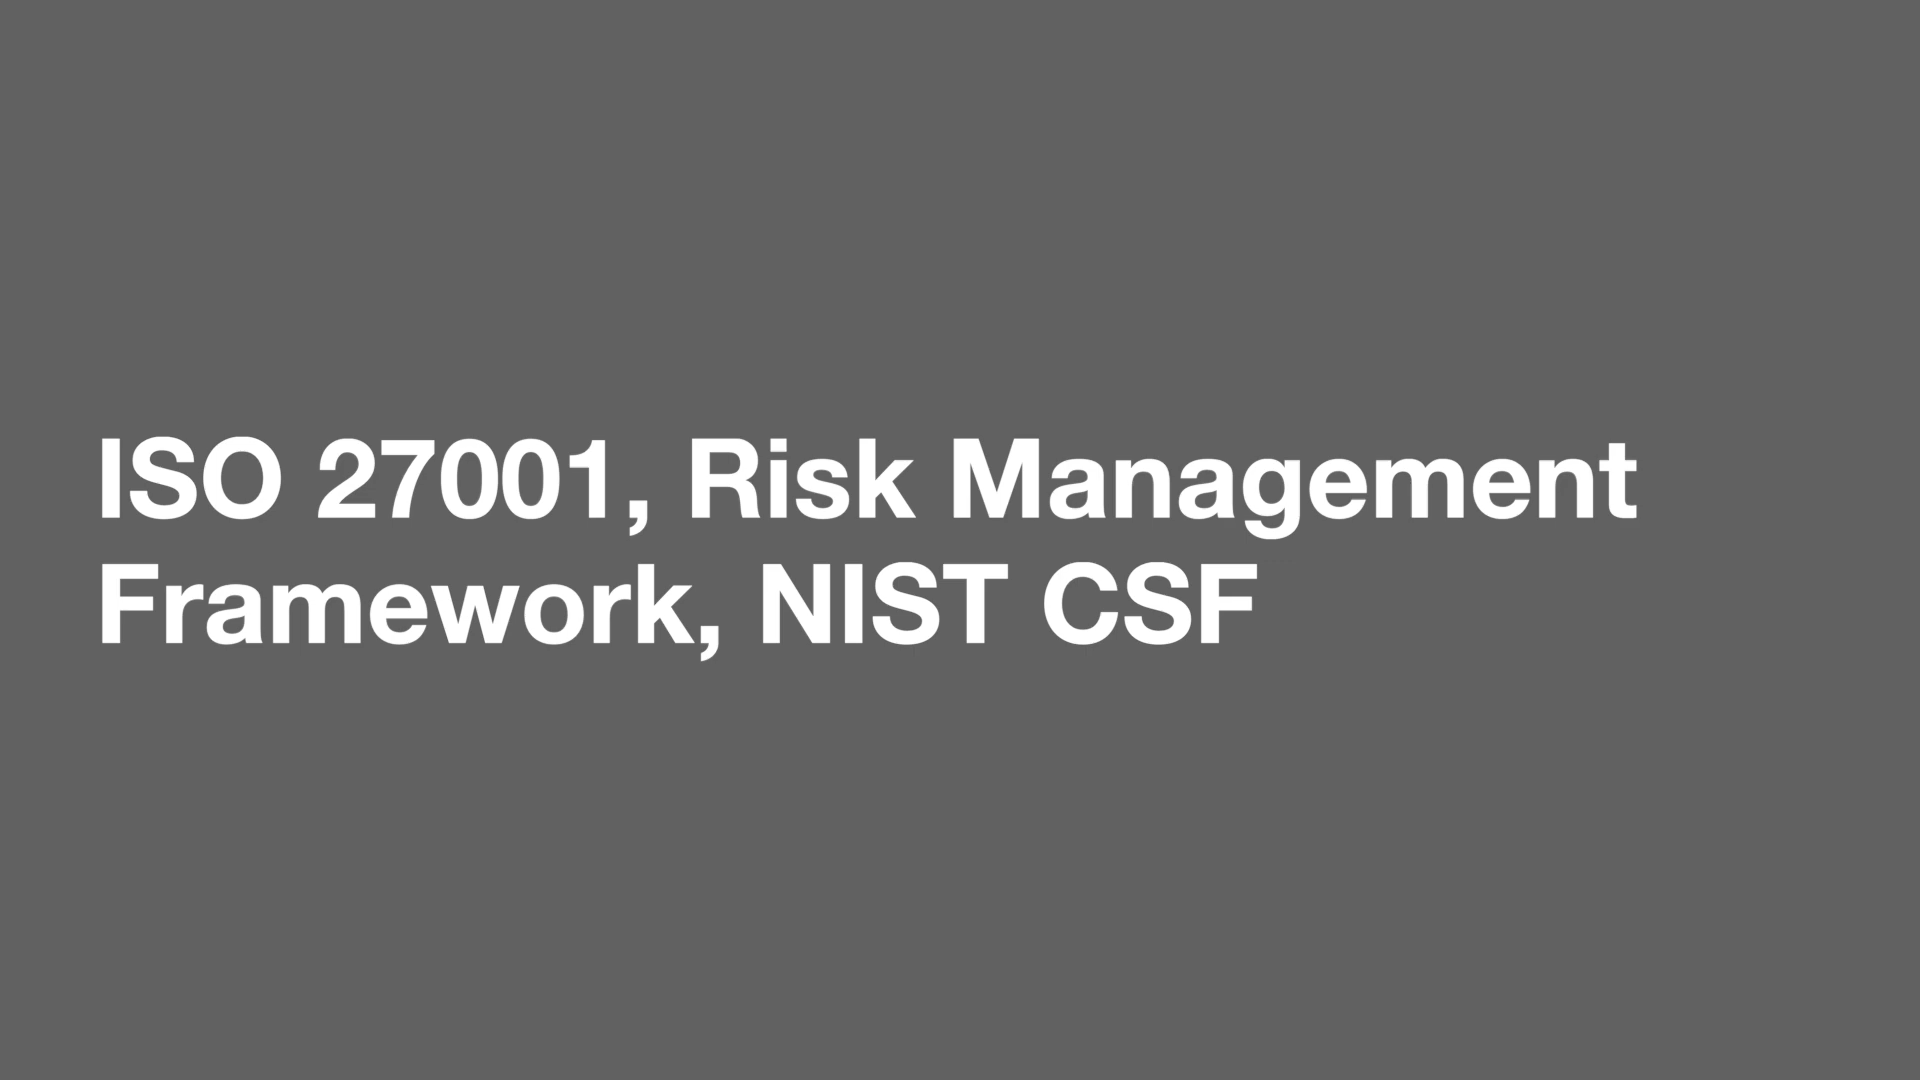 ISO 27001, Risk Management
Framework, NIST CSF